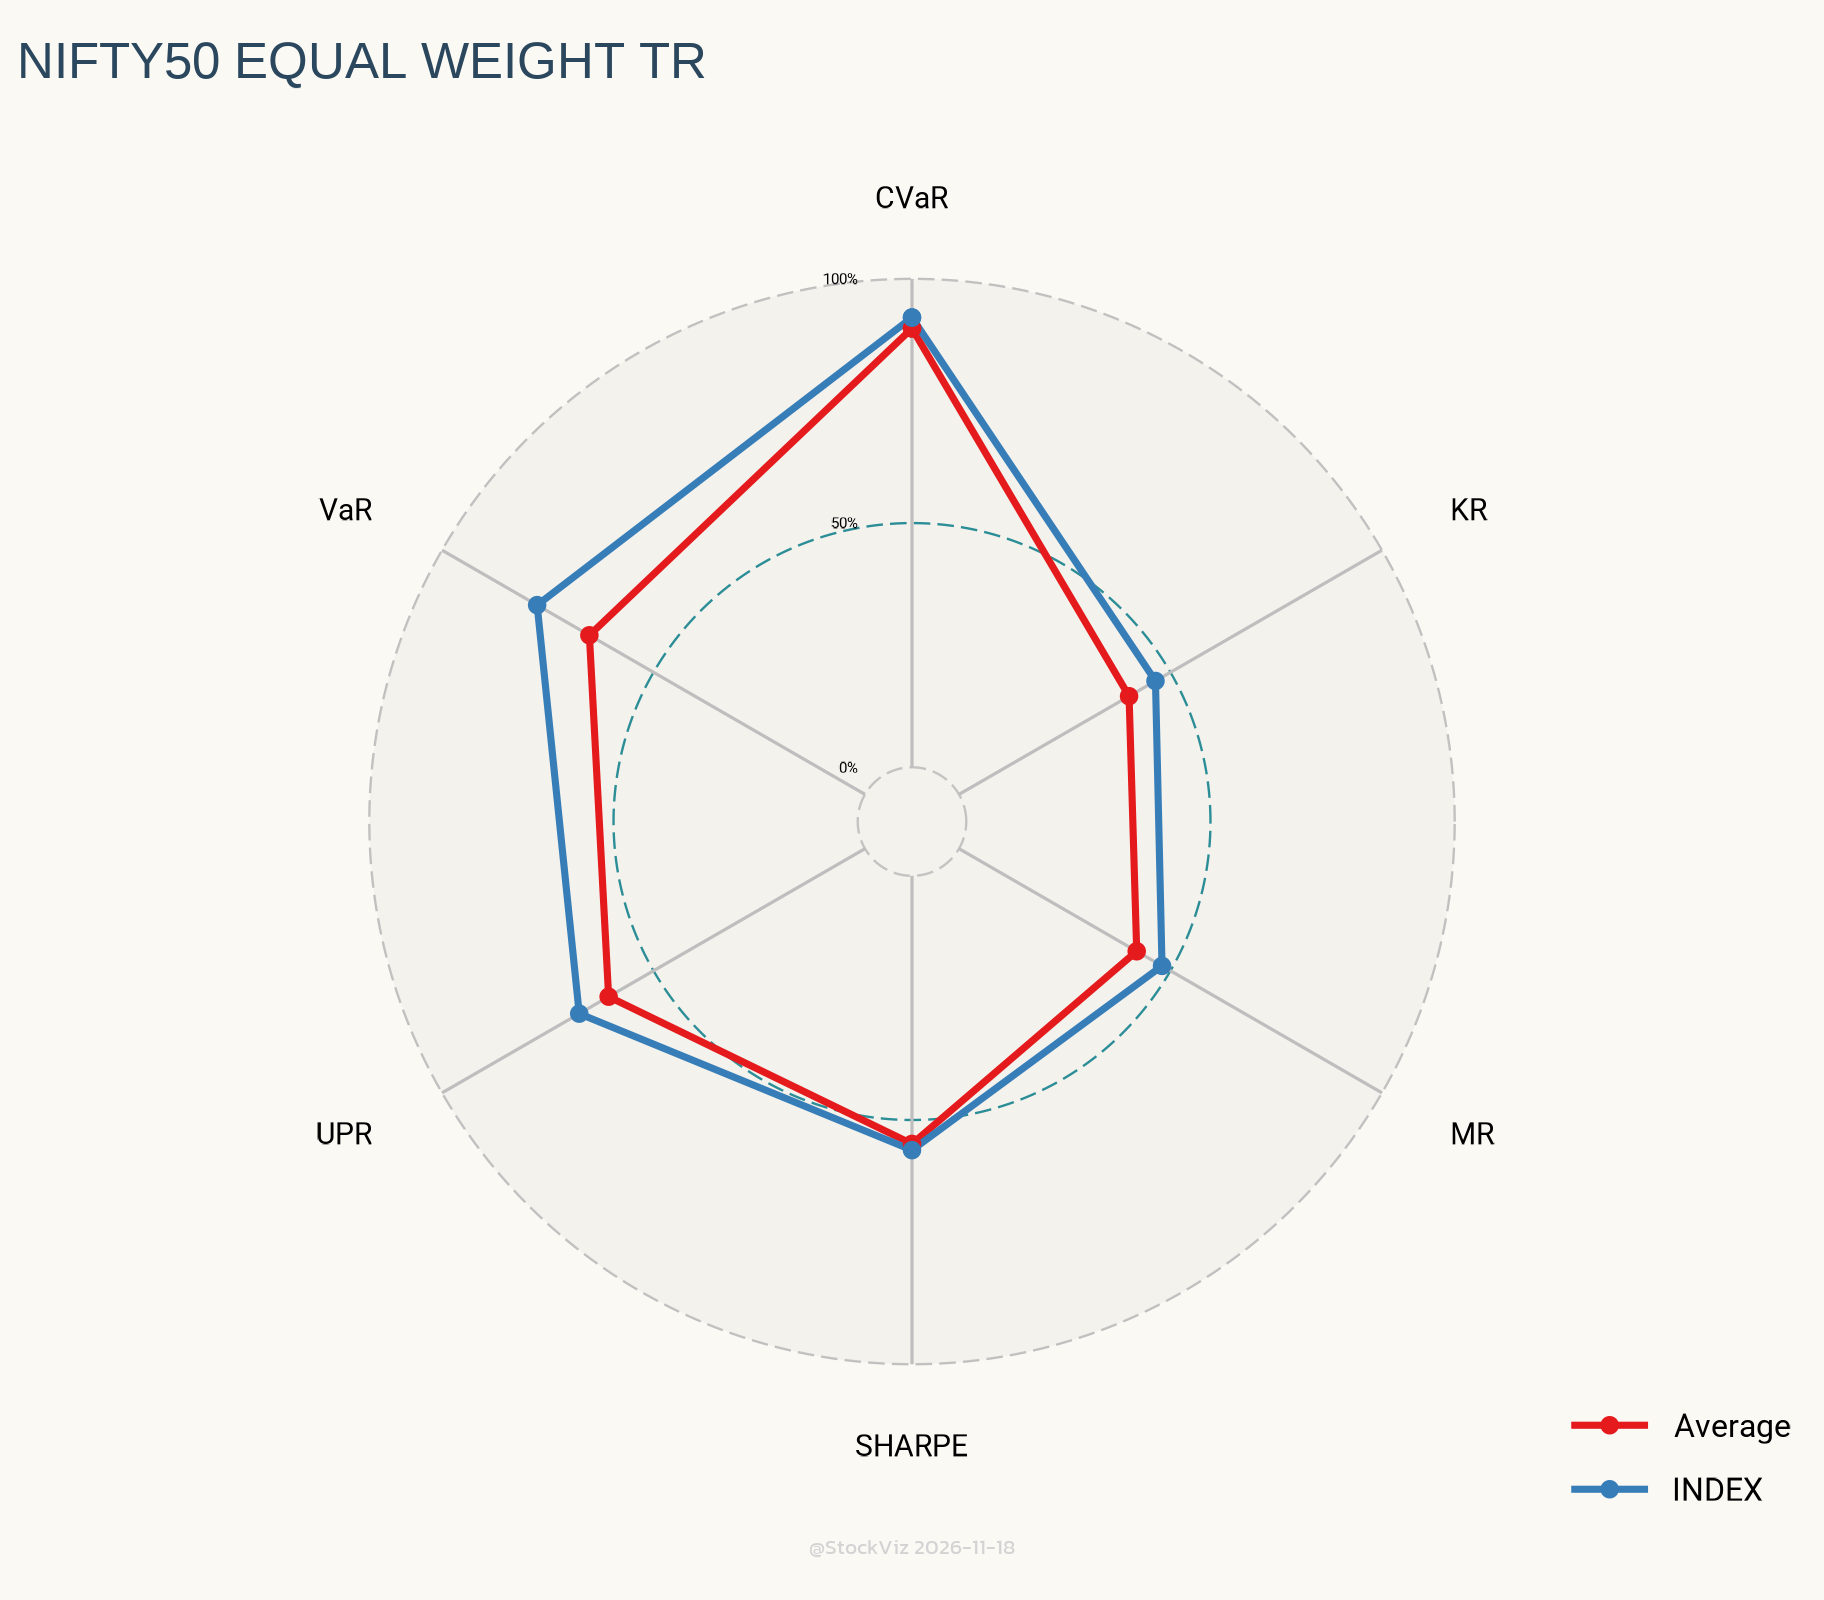 NIFTY50 EQUAL WEIGHT TR
CVaR
100%
VaR
KR
50%
0%
UPR
MR
SHARPE
Average
INDEX
@StockViz 2026-11-18